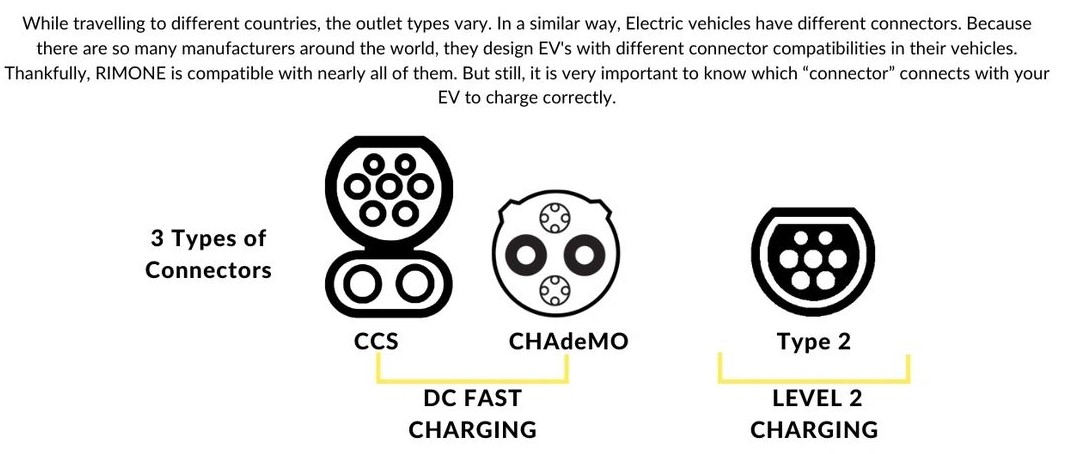 While travelling to different countries, the outlet types vary. In a similar way, Electric vehicles have different connectors. Because
there are so many manufacturers around the world, they design EV's with different connector compatibilities in their vehicles.
Thankfully, RIMONE is compatible with nearly all of them. But still, it is very important to know which “connector” connects with your
EV to charge correctly.
3 Types of
Connectors
CCS
CHAdeMO
Type 2
DC FAST
CHARGING
LEVEL 2
CHARGING